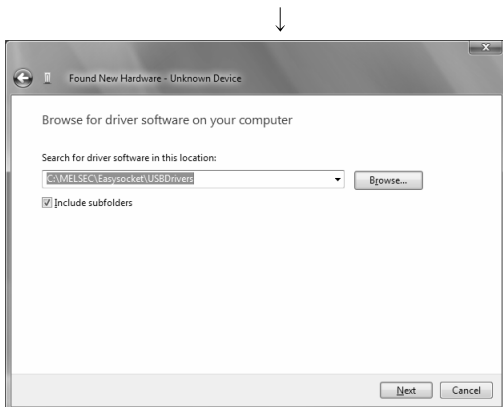 Found New Hardware - Unknown Device
Browse for driver software on your computer
Search for driver software in this location:
C:\MELSEC\Easysocket\USBDrivers
Browse...
Include subfolders
Next
Cancel